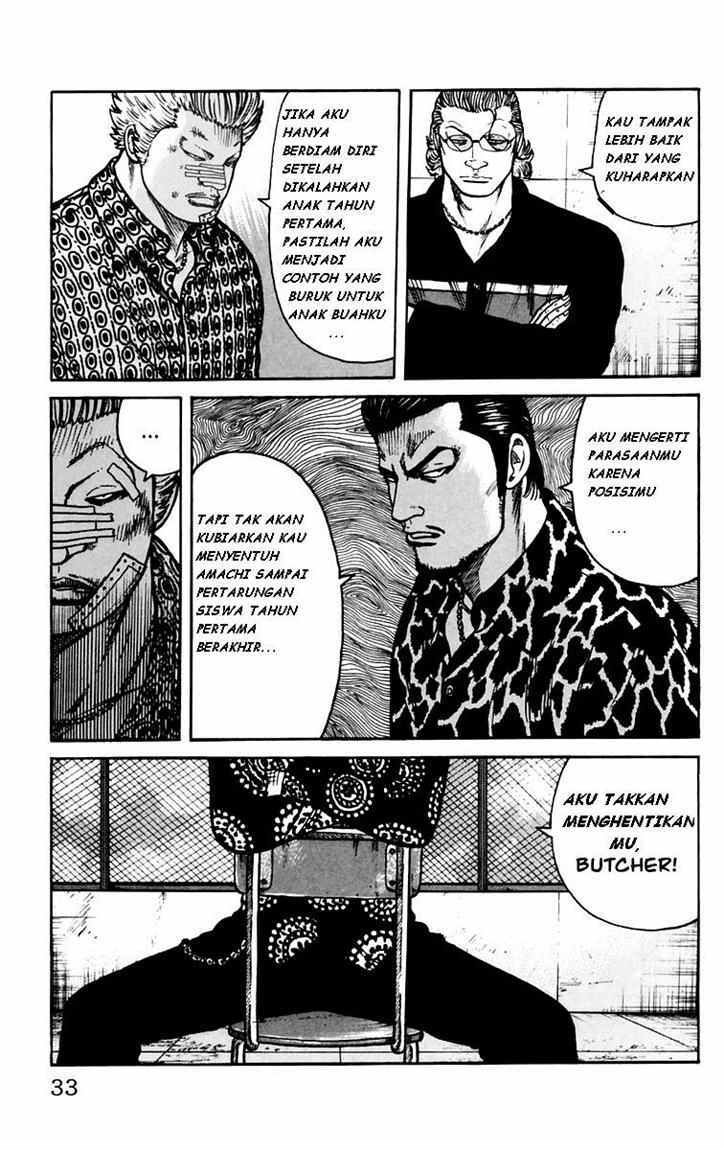 KAU TAMPAK
LEBIH BAIK
DARI YANG
KUHARAPKAN
JIKA AKU
HANYA
BERDIAM DIRI
SETELAH
DIKALAHKAN
ANAK TAHUN
PERTAMA,
PASTILAH AKU
MENJADI
CONTOH YANG
BURUK UNTUK
ANAK BUAHKU
...
AKU MENGERTI
PARASAANMU
KARENA
POSISIMU
...
TAPI TAK AKAN
KUBIARKAN KAU
MENYENTUH
AMACHI SAMPAI
PERTARUNGAN
SISWA TAHUN
PERTAMA
BERAKHIR...
...
AKU TAKKAN
MENGHENTIKAN
MU,
BUTCHER!
33